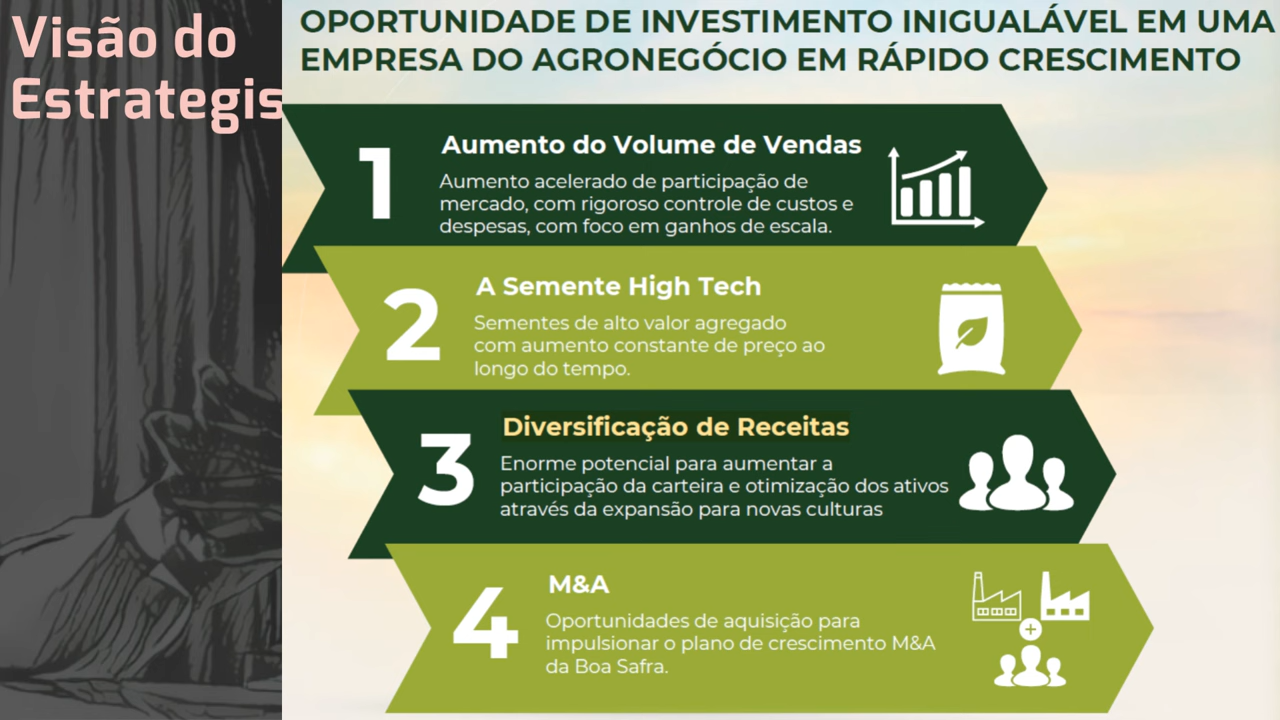 Visão do
Estrategis
OPORTUNIDADE DE INVESTIMENTO INIGUALÁVEL EM UMA
EMPRESA DO AGRONEGÓCIO EM RÁPIDO CRESCIMENTO
1
Aumento do Volume de Vendas
Aumento acelerado de participação de
mercado, com rigoroso controle de custos e
despesas, com foco em ganhos de escala.
2
A Semente High Tech
Sementes de alto valor agregado
com aumento constante de preço ao
longo do tempo.
3
Diversificação de Receitas
Enorme potencial para aumentar a
participação da carteira e otimização dos ativos
através da expansão para novas culturas
4
M&A
Oportunidades de aquisição para
impulsionar o plano de crescimento M&A
da Boa Safra.